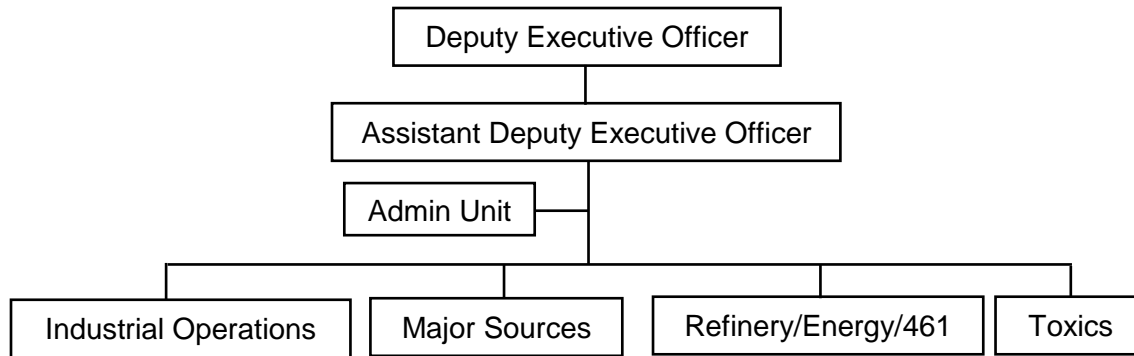 Deputy Executive Officer
Assistant Deputy Executive Officer
Admin Unit
Industrial Operations
Major Sources
Refinery/Energy/461
Toxics